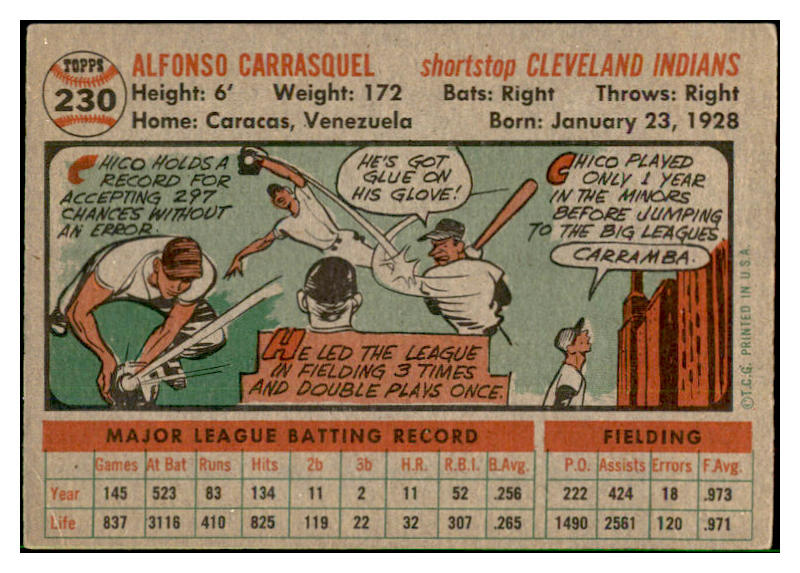 TOPPS
230
ALFONSO CARRASQUEL
shortstop CLEVELAND INDIANS
Height: 6' Weight: 172 Bats: Right Throws: Right
Home: Caracas, Venezuela Born: January 23, 1928
CHICO HOLDS A
RECORD FOR
ACCEPTING 297
CHANCES WITHOUT
AN ERROR.
HE'S GOT
GLUE ON
HIS GLOVE!
HE LED THE LEAGUE
IN FIELDING 3 TIMES
AND DOUBLE PLAYS ONCE.
CHICO PLAYED
ONLY 1 YEAR
IN THE MINORS
BEFORE JUMPING
TO THE BIG LEAGUES
CARRAMBA.
©T.C.G. PRINTED IN U.S.A.
MAJOR LEAGUE BATTING RECORD FIELDING
Games At Bat Runs Hits 2b 3b H.R. R.B.I. B.Avg. P.O. Assists Errors F.Avg.
Year 145 523 83 134 11 2 11 52 .256 222 424 18 .973
Life 837 3116 410 825 119 22 32 307 .265 1490 2561 120 .971